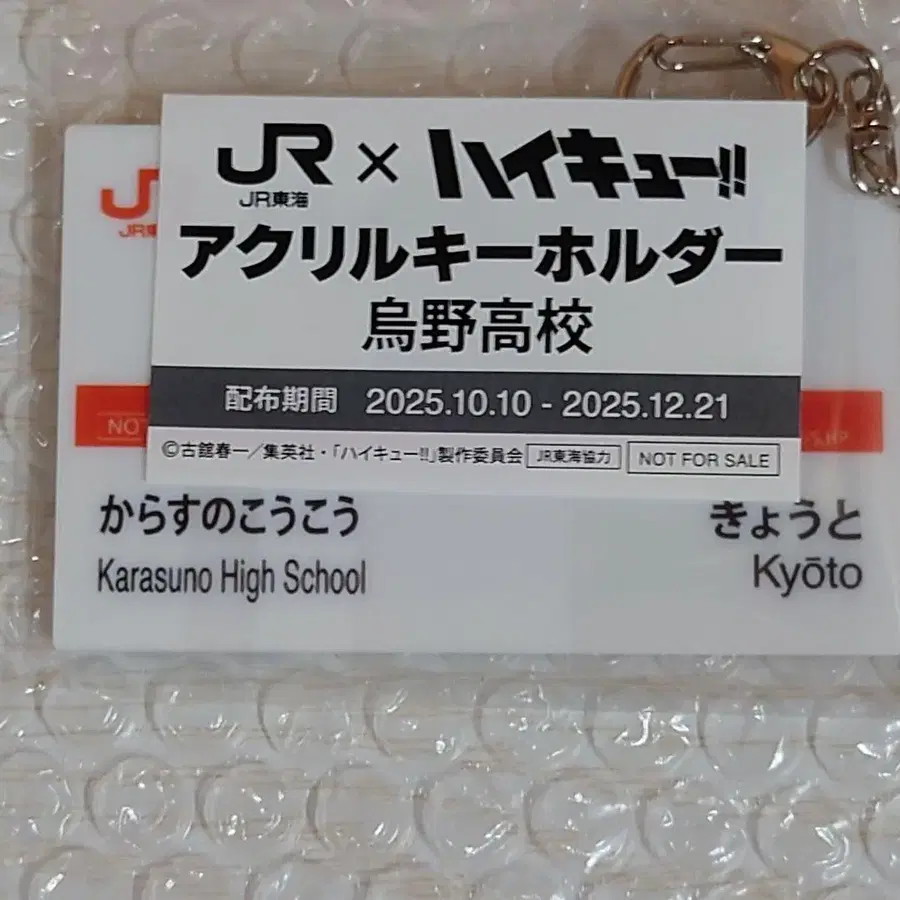 JR × ハイキュー!!
JR東海
アクリルキーホルダー
烏野高校
配布期間 2025.10.10 - 2025.12.21
©古舘春一／集英社・「ハイキュー!!」製作委員会 JR東海協力 NOT FOR SALE
JR
からすのこうこう
Karasuno High School
きょうと
Kyōto